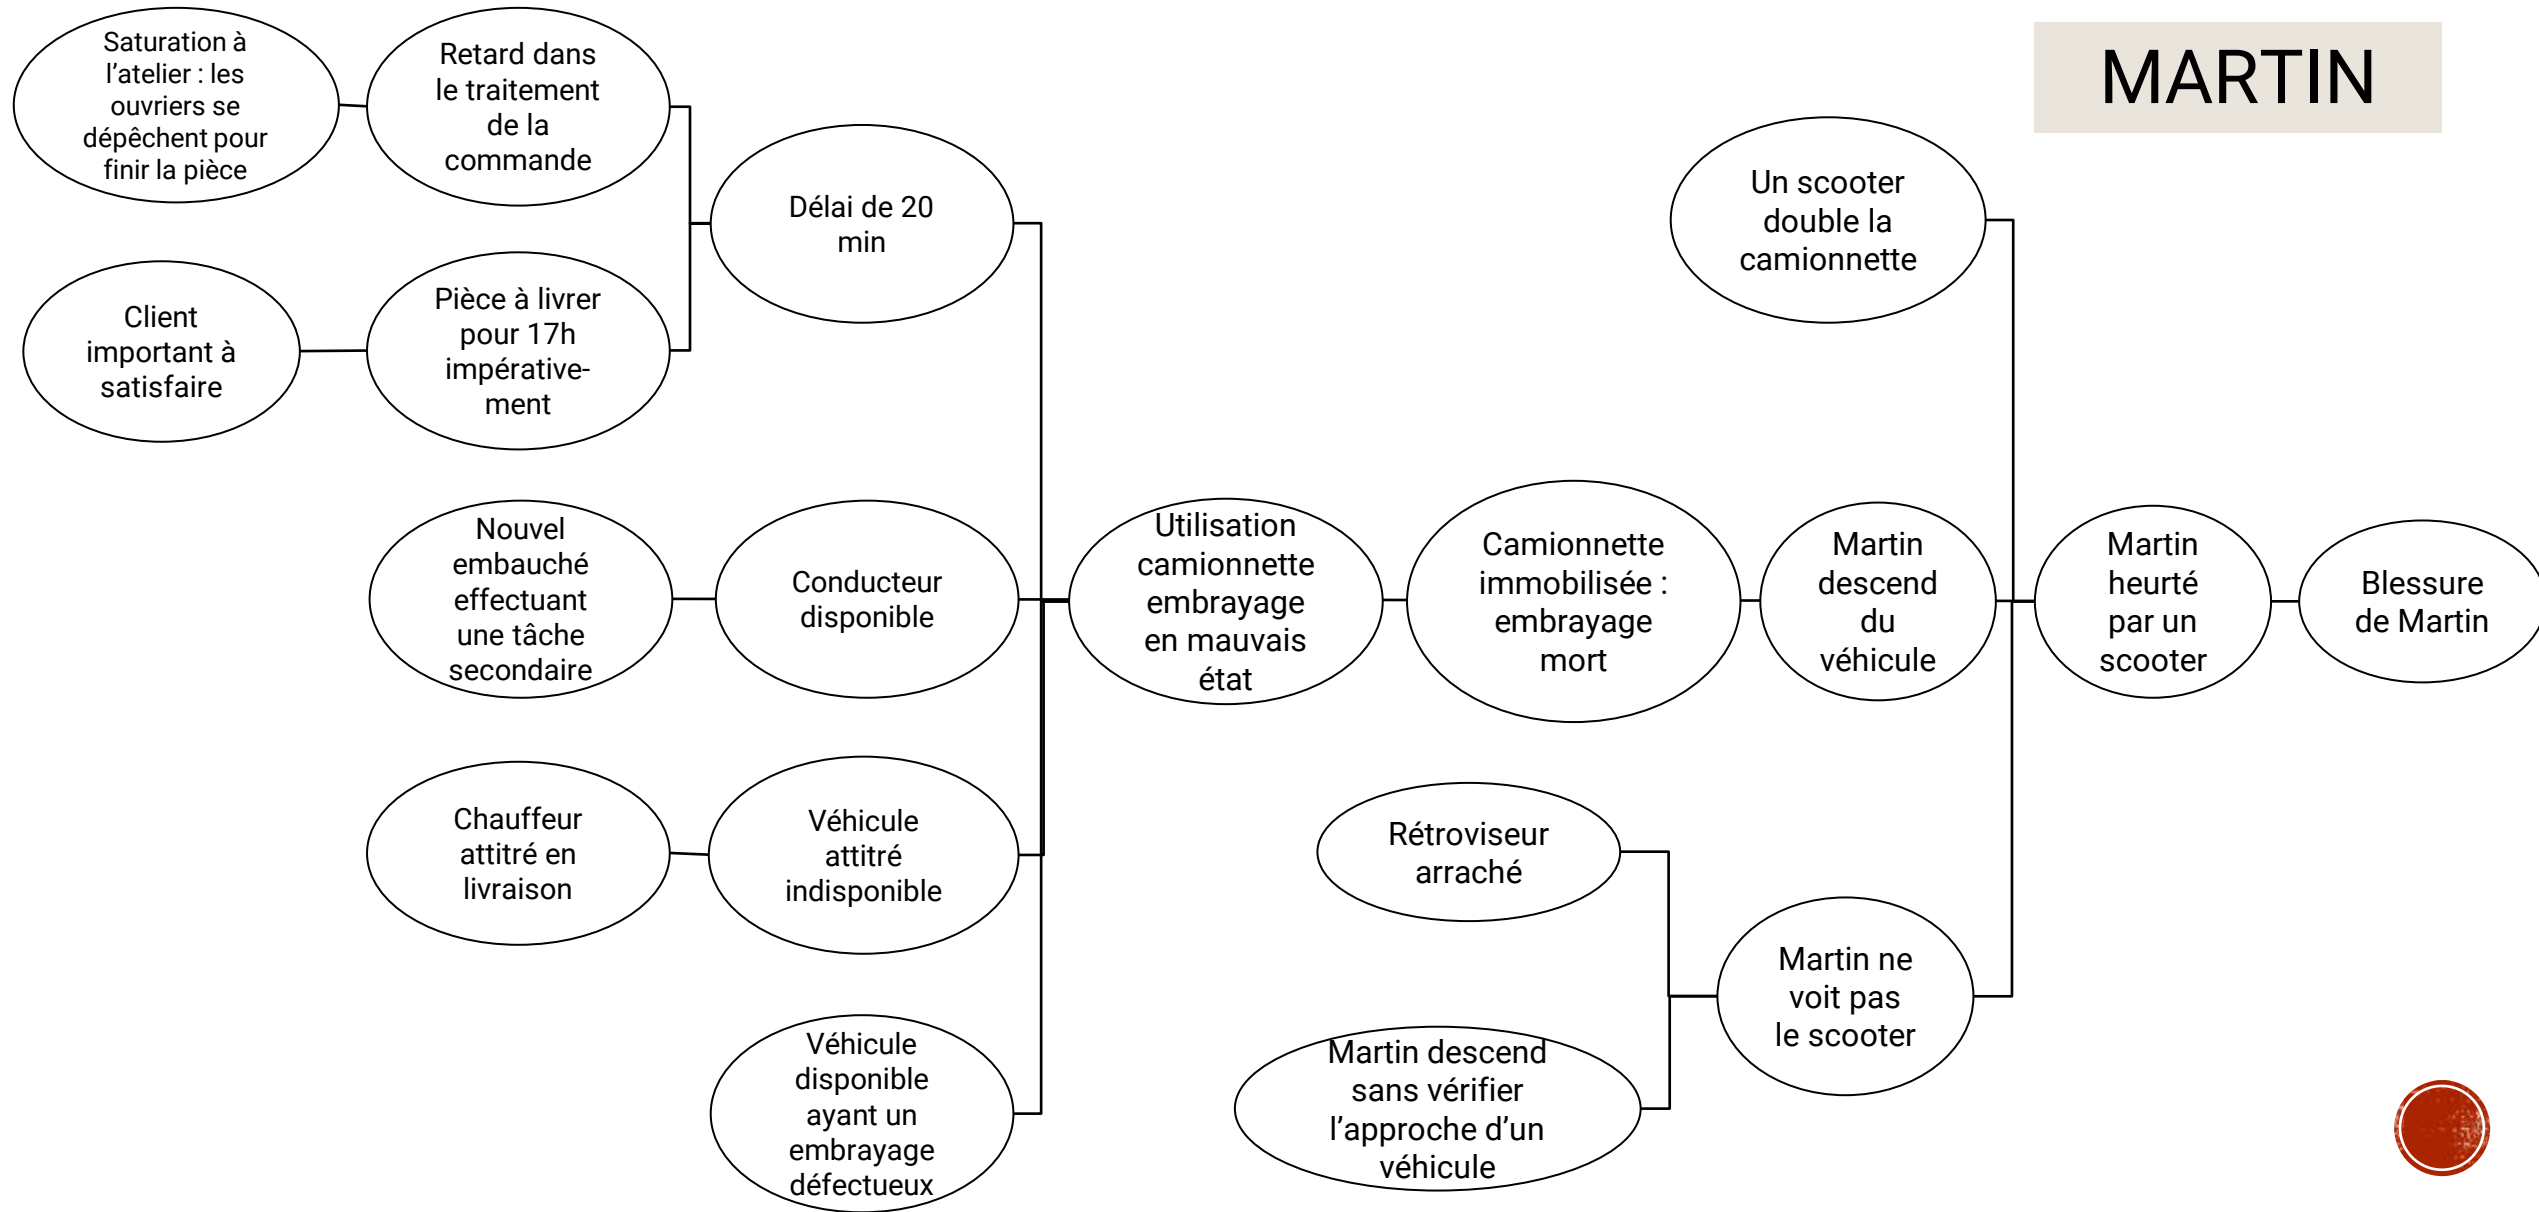 MARTIN
Saturation à
l'atelier : les
ouvriers se
dépêchent pour
finir la pièce
Retard dans
le traitement
de la
commande
Délai de 20
min
Un scooter
double la
camionnette
Client
important à
satisfaire
Pièce à livrer
pour 17h
impérative-
ment
Nouvel
embauché
effectuant
une tâche
secondaire
Conducteur
disponible
Utilisation
camionnette
embrayage
en mauvais
état
Camionnette
immobilisée :
embrayage
mort
Martin
descend
du
véhicule
Martin
heurté
par un
scooter
Blessure
de Martin
Chauffeur
attitré en
livraison
Véhicule
attitré
indisponible
Rétroviseur
arraché
Martin ne
voit pas
le scooter
Véhicule
disponible
ayant un
embrayage
défectueux
Martin descend
sans vérifier
l'approche d'un
véhicule